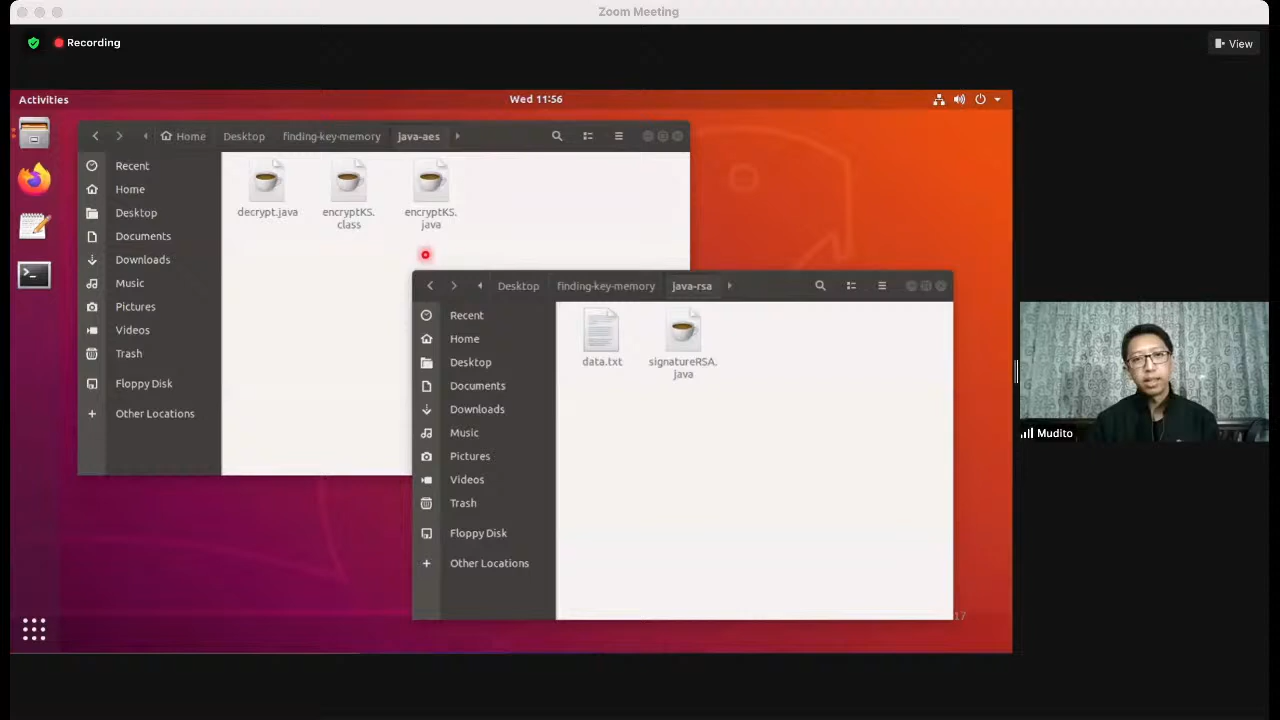 Zoom Meeting
Recording
View
Activities
Wed 11:56
Home
Desktop
finding-key-memory
java-aes
Recent
Home
Desktop
Documents
Downloads
Music
Pictures
Videos
Trash
Floppy Disk
Other Locations
decrypt.java
encryptKS.
class
encryptKS.
java
Desktop
finding-key-memory
java-rsa
Recent
Home
Desktop
Documents
Downloads
Music
Pictures
Videos
Trash
Floppy Disk
Other Locations
data.txt
signatureRSA.
java
17
Mudito